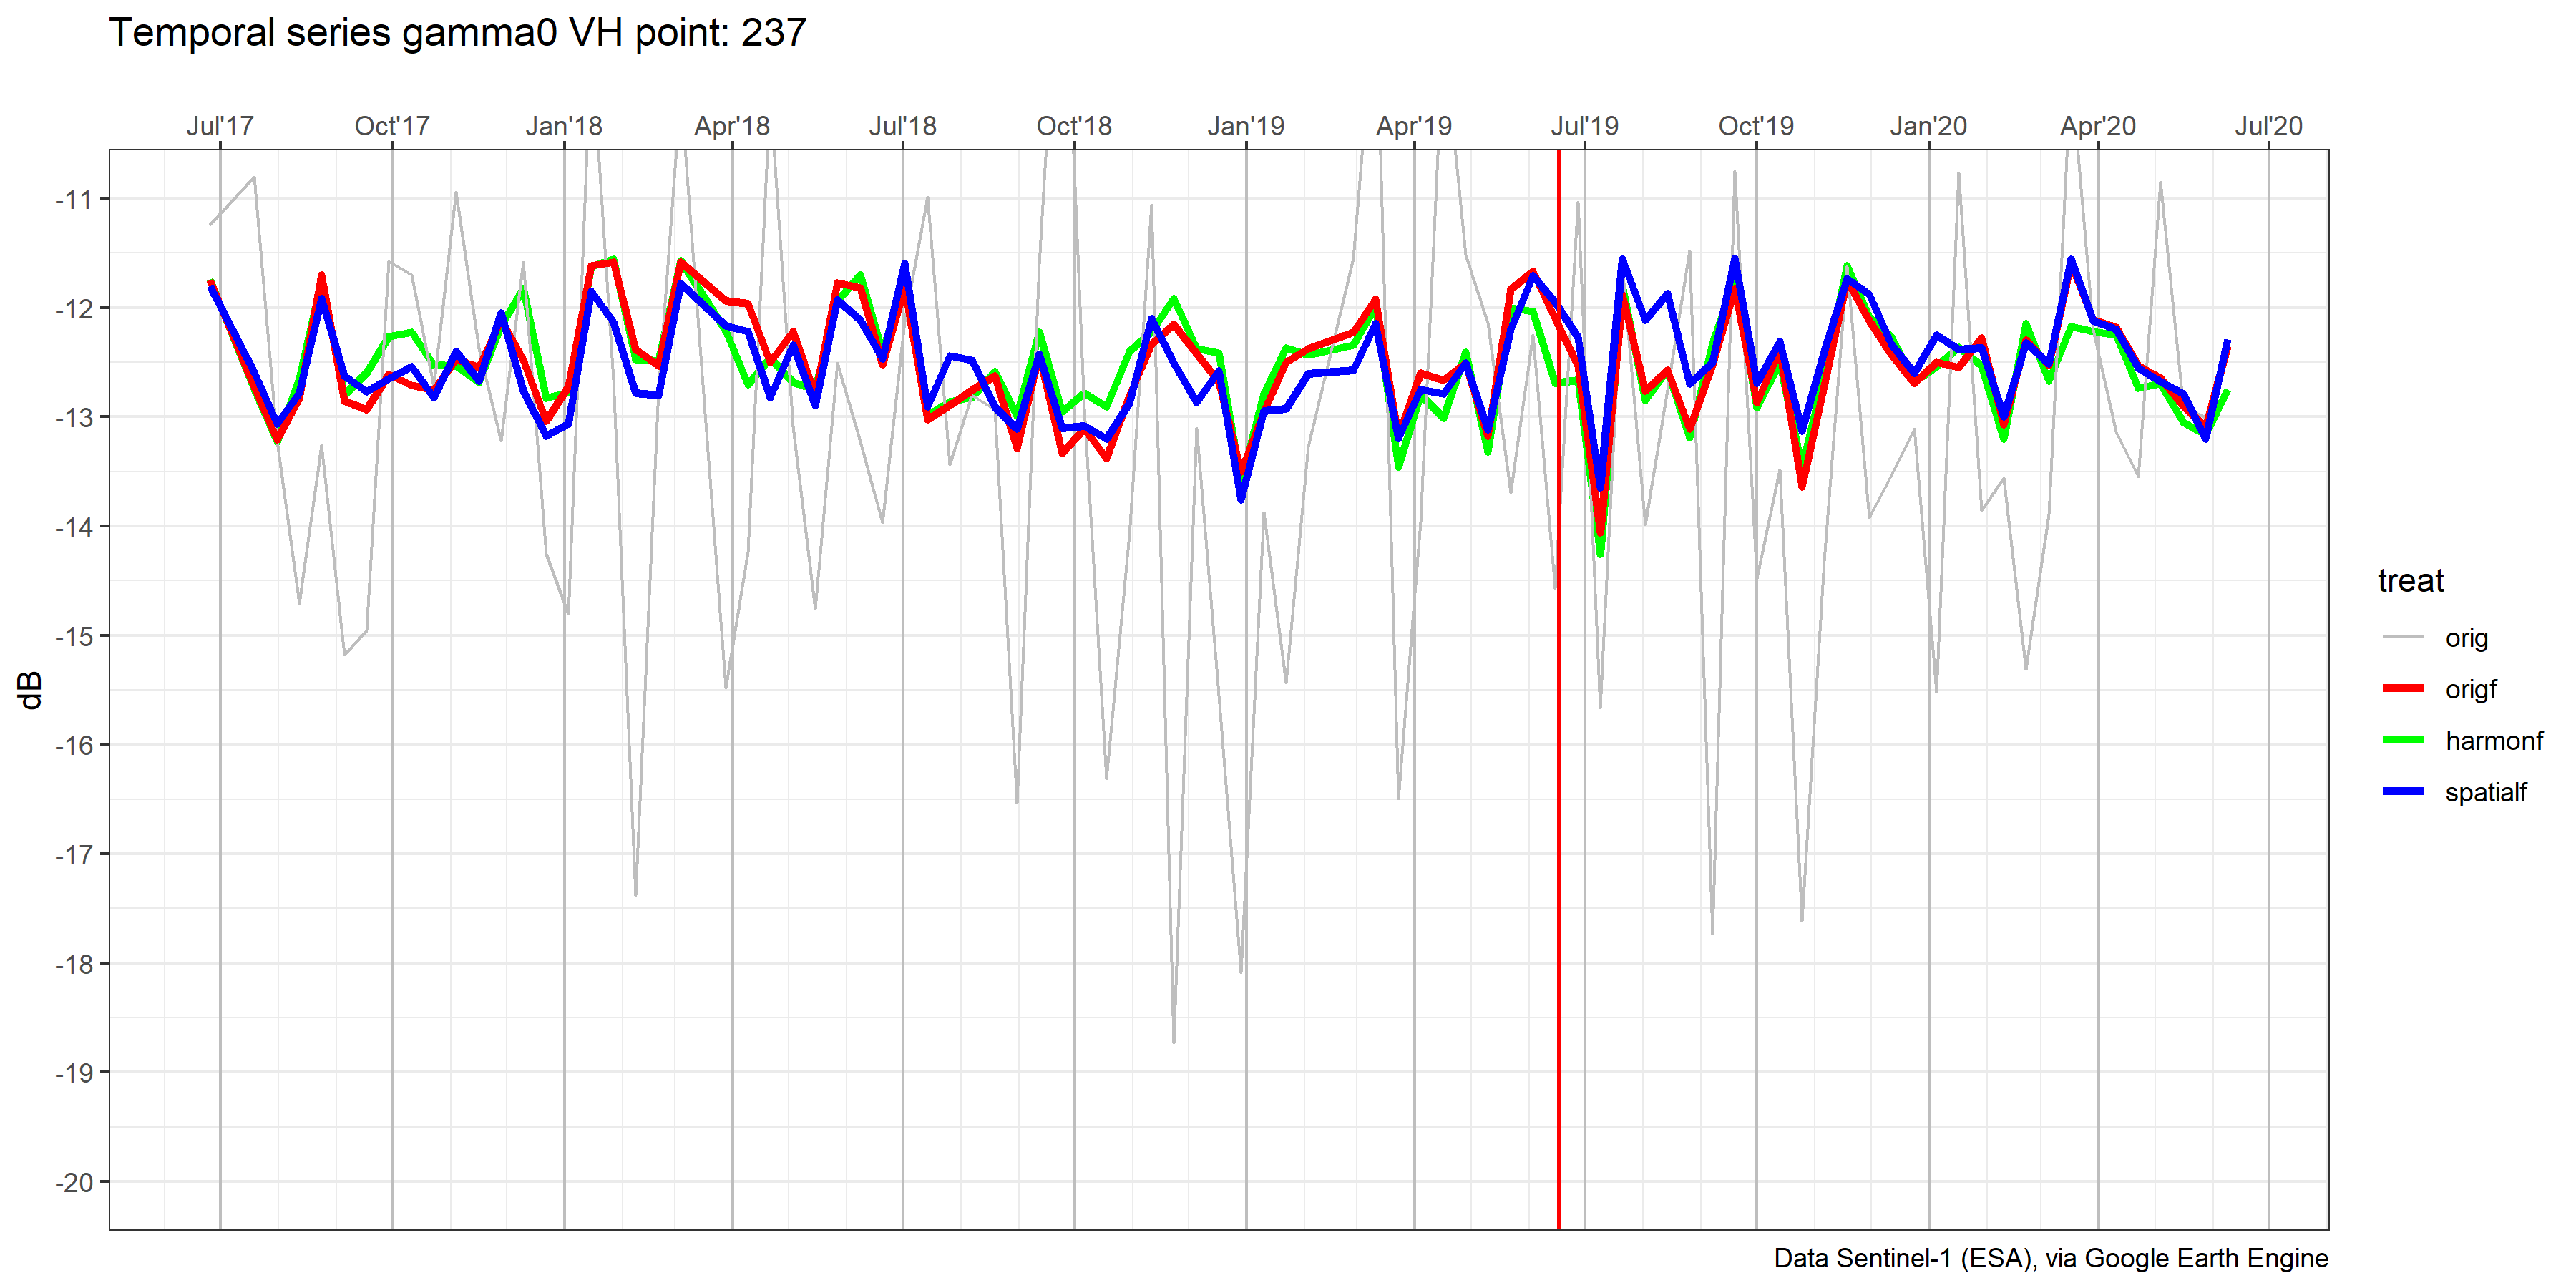 Temporal series gamma0 VH point: 237
Jul'17 Oct'17 Jan'18 Apr'18 Jul'18 Oct'18 Jan'19 Apr'19 Jul'19 Oct'19 Jan'20 Apr'20 Jul'20
-11
-12
-13
-14
-15
-16
-17
-18
-19
-20
dB
treat
orig
origf
harmonf
spatialf
Data Sentinel-1 (ESA), via Google Earth Engine